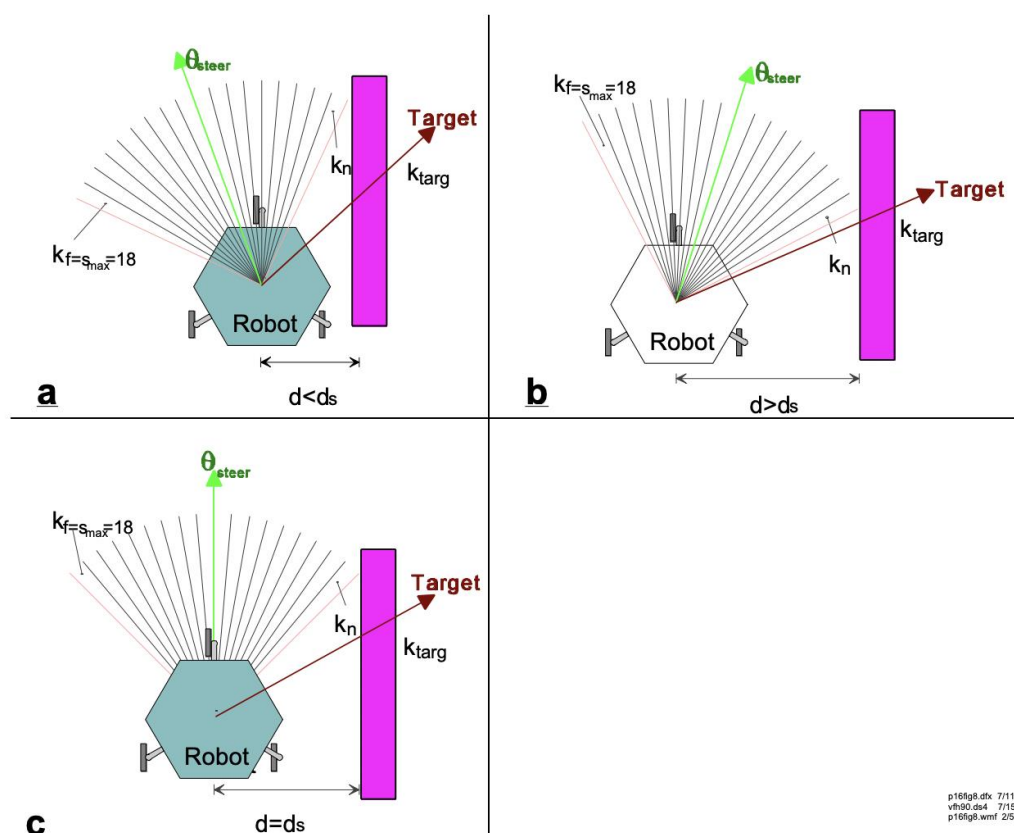 θsteer
Target
kn
ktarg
kf=smax=18
Robot
d<ds
a
θsteer
kf=smax=18
Target
ktarg
kn
Robot
d>ds
b
θsteer
kf=smax=18
Target
kn
ktarg
Robot
d=ds
c
p16fig8.dfx 7/11
vfh90.ds4 7/15
p16fig8.wmf 2/5